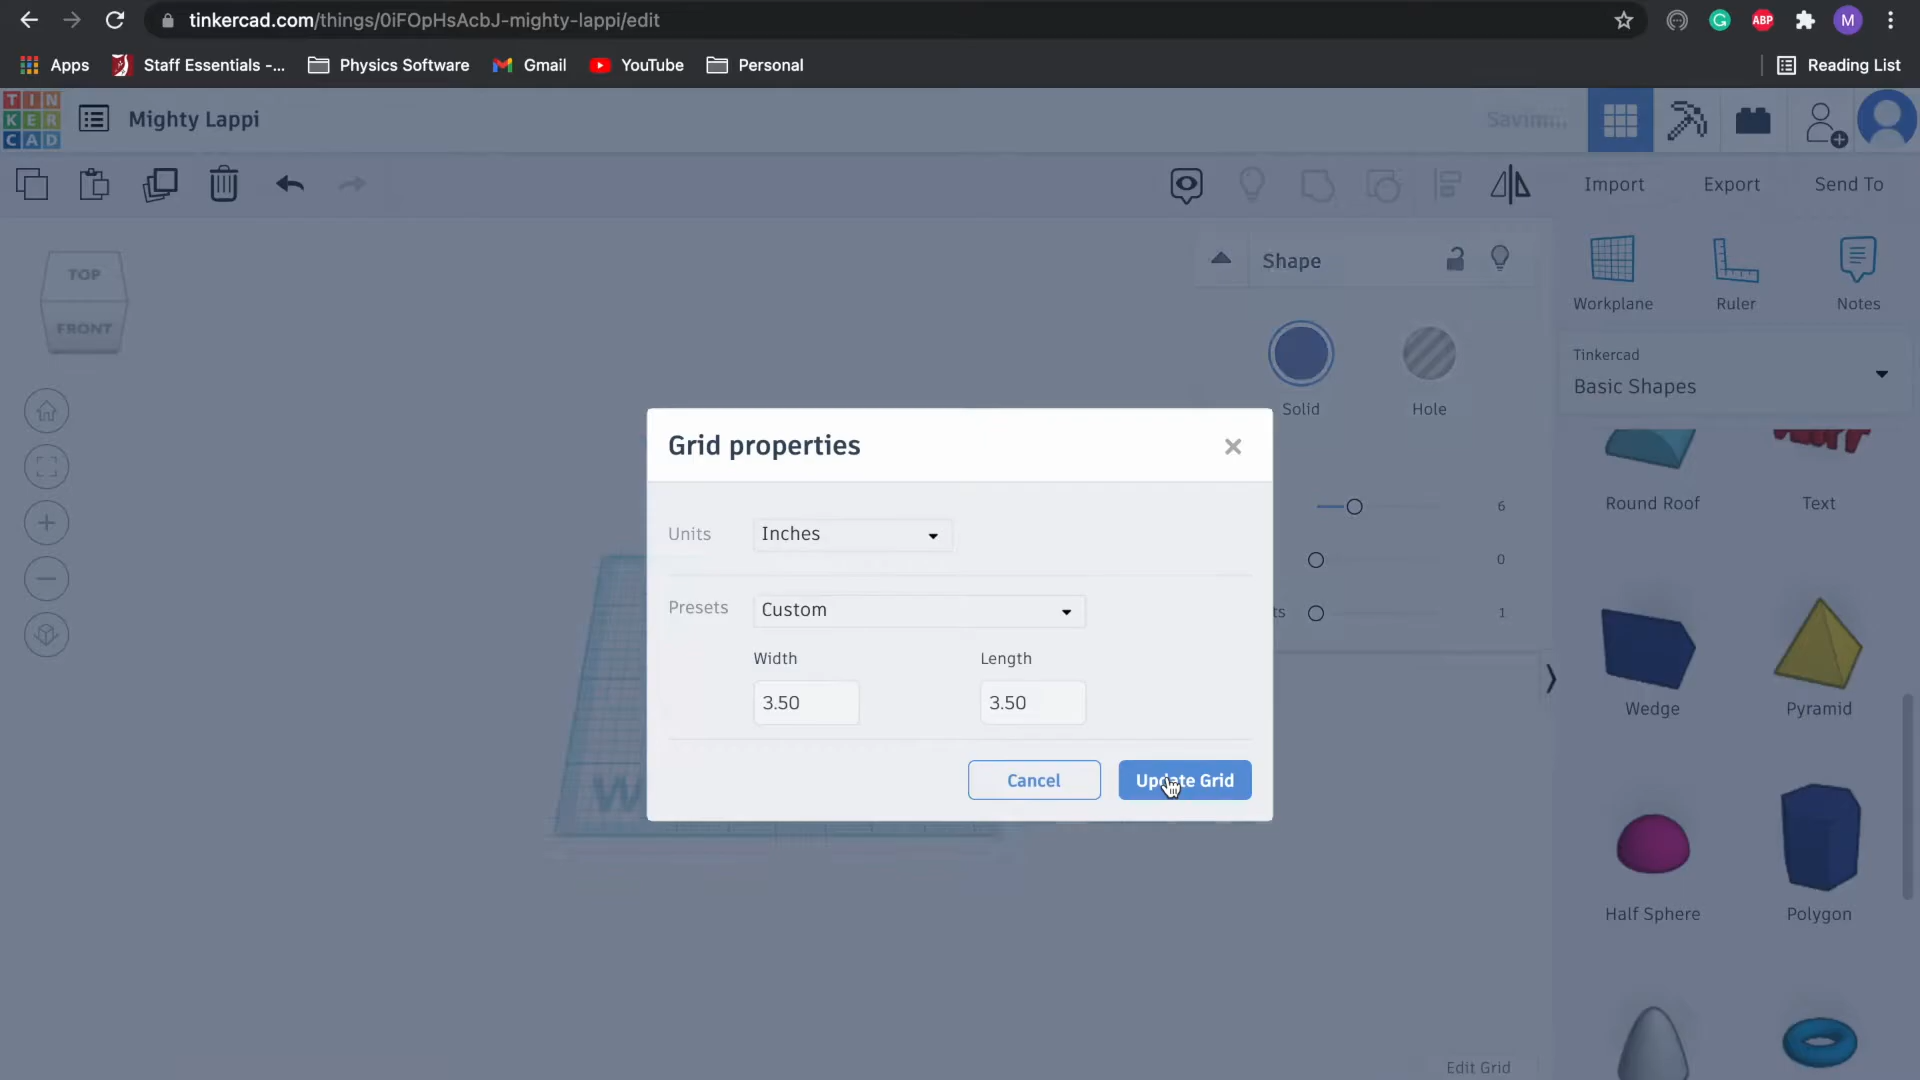 tinkercad.com/things/0iFOpHsAcbJ-mighty-lappi/edit
ABP
M
Apps
Staff Essentials -...
Physics Software
Gmail
YouTube
Personal
Reading List
TIN
KER
CAD
Mighty Lappi
Import
Export
Send To
TOP
FRONT
Shape
Solid
Hole
6
0
1
Workplane
Ruler
Notes
Tinkercad
Basic Shapes
Round Roof
Text
Wedge
Pyramid
Half Sphere
Polygon
Grid properties
Units
Inches
Presets
Custom
Width
Length
3.50
3.50
Cancel
Update Grid
Edit Grid